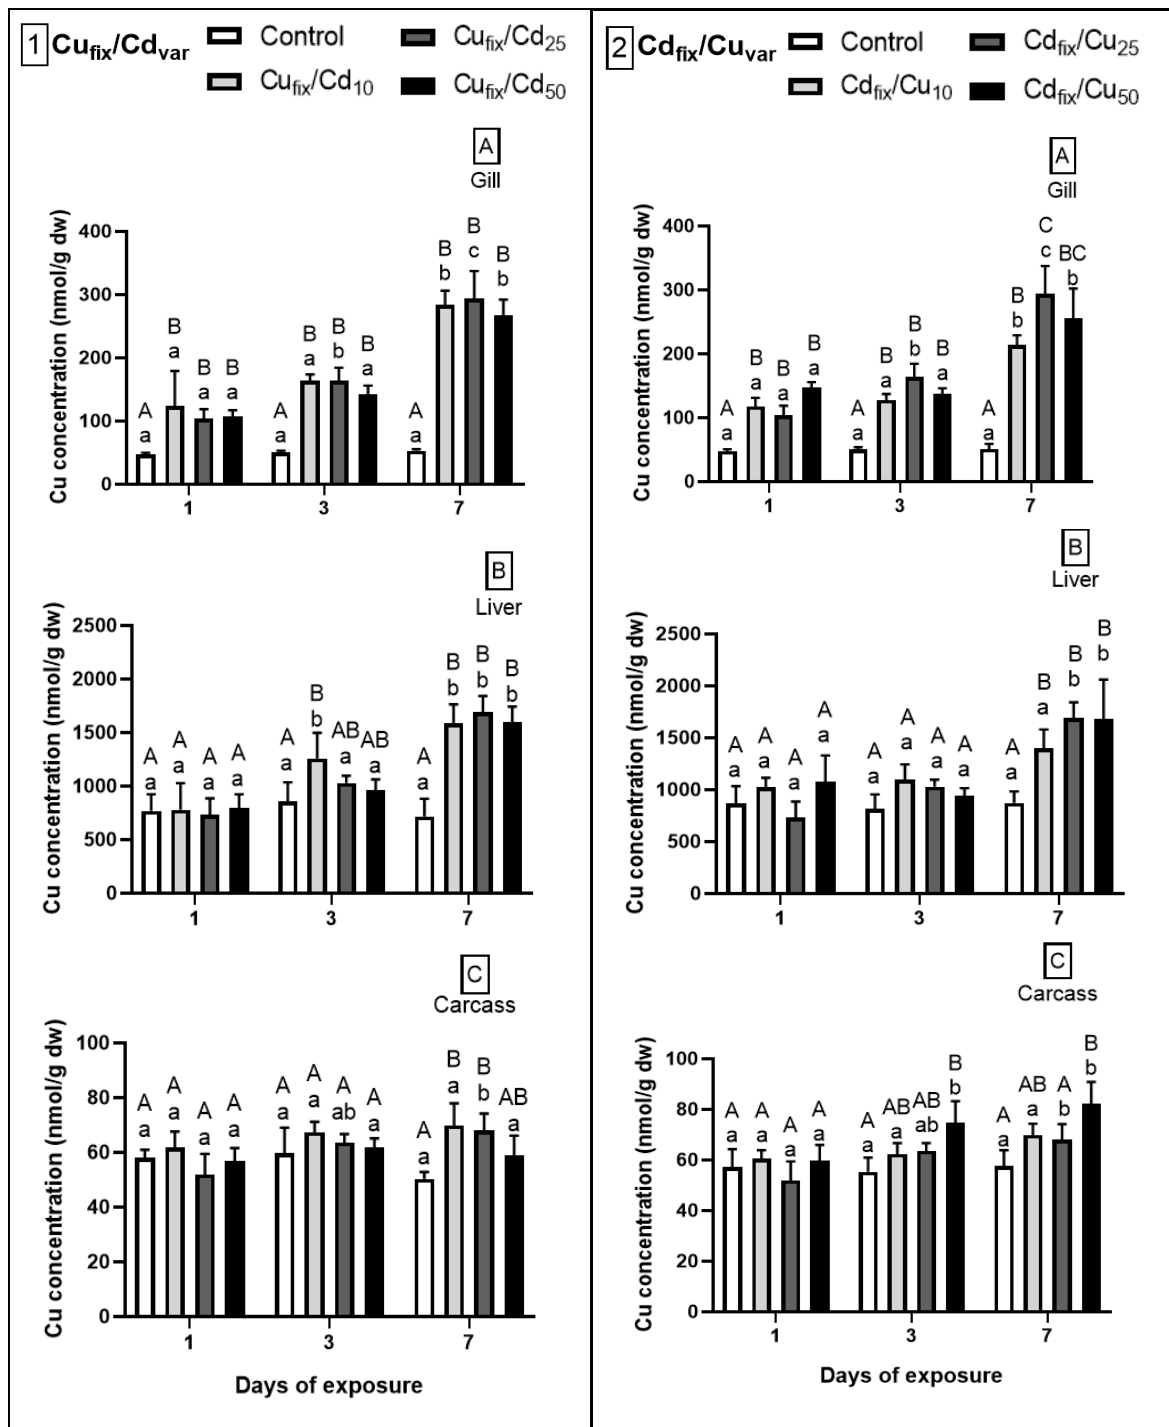 1 Cufix/Cdvar
Control
Cufix/Cd25
Cufix/Cd10
Cufix/Cd50
A
Gill
Cu concentration (nmol/g dw)
400
300
200
100
0
A B B B A B B B A B B B
a a a a a a b a a b c b
1 3 7
B
Liver
Cu concentration (nmol/g dw)
2500
2000
1500
1000
500
0
A A A A A B AB AB A B B B
a a a a a b a a a b b b
1 3 7
C
Carcass
Cu concentration (nmol/g dw)
100
80
60
40
20
0
A A A A A A A A A B B AB
a a a a a a ab a a a b a
1 3 7
Days of exposure
2 Cdfix/Cuvar
Control
Cdfix/Cu25
Cdfix/Cu10
Cdfix/Cu50
A
Gill
Cu concentration (nmol/g dw)
400
300
200
100
0
A B B B A B B B A B C BC
a a a a a a b a a b c b
1 3 7
B
Liver
Cu concentration (nmol/g dw)
2500
2000
1500
1000
500
0
A A A A A A A A A B B B
a a a a a a a a a a b b
1 3 7
C
Carcass
Cu concentration (nmol/g dw)
100
80
60
40
20
0
A A A A A AB AB B A AB A B
a a a a a a ab b a a b b
1 3 7
Days of exposure